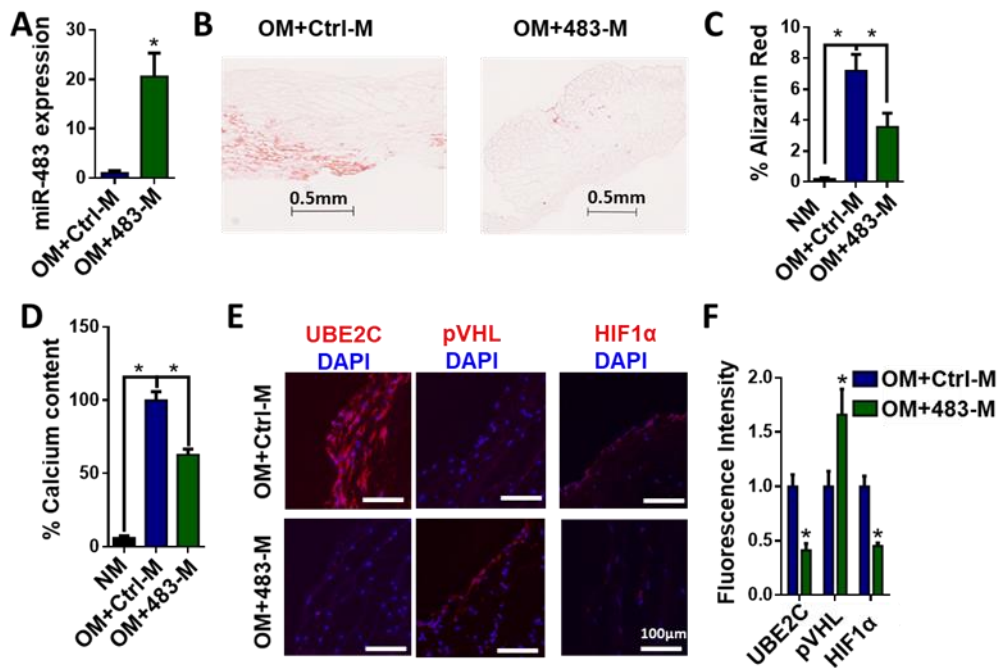 A
miR-483 expression
30
20
10
0
*
OM+Ctrl-M
OM+483-M
B
OM+Ctrl-M
OM+483-M
0.5mm
0.5mm
C
% Alizarin Red
10
8
6
4
2
0
* *
NM
OM+Ctrl-M
OM+483-M
D
% Calcium content
150
100
50
0
* *
NM
OM+Ctrl-M
OM+483-M
E
UBE2C pVHL HIF1α
DAPI DAPI DAPI
OM+Ctrl-M
OM+483-M
100μm
F
Fluorescence Intensity
2.0
1.5
1.0
0.5
0.0
OM+Ctrl-M
OM+483-M
*
*
*
UBE2C
pVHL
HIF1α